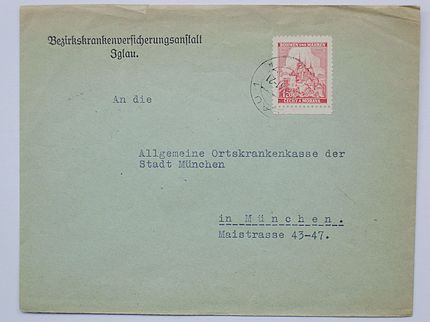 Bezirkskrankenversicherungsanstalt
Iglau.
BÖHMEN UND MÄHREN
ČECHY A MORAVA
An die
Allgemeine Ortskrankenkasse der
Stadt München
in München.
Maistrasse 43-47.